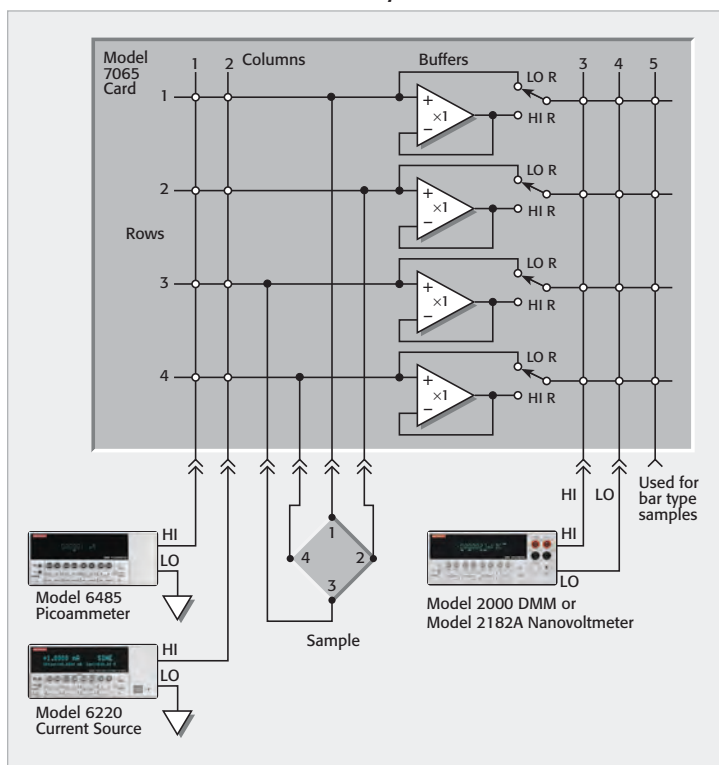 Model
7065
Card
1 2 Columns
Buffers
3 4 5
1
+
×1
−
LO R
HI R
2
+
×1
−
LO R
HI R
Rows
3
+
×1
−
LO R
HI R
4
+
×1
−
LO R
HI R
HI LO
Used for
bar type
samples
HI
LO
Model 6485
Picoammeter
1
4 2
3
Sample
HI
LO
Model 2000 DMM or
Model 2182A Nanovoltmeter
HI
LO
Model 6220
Current Source